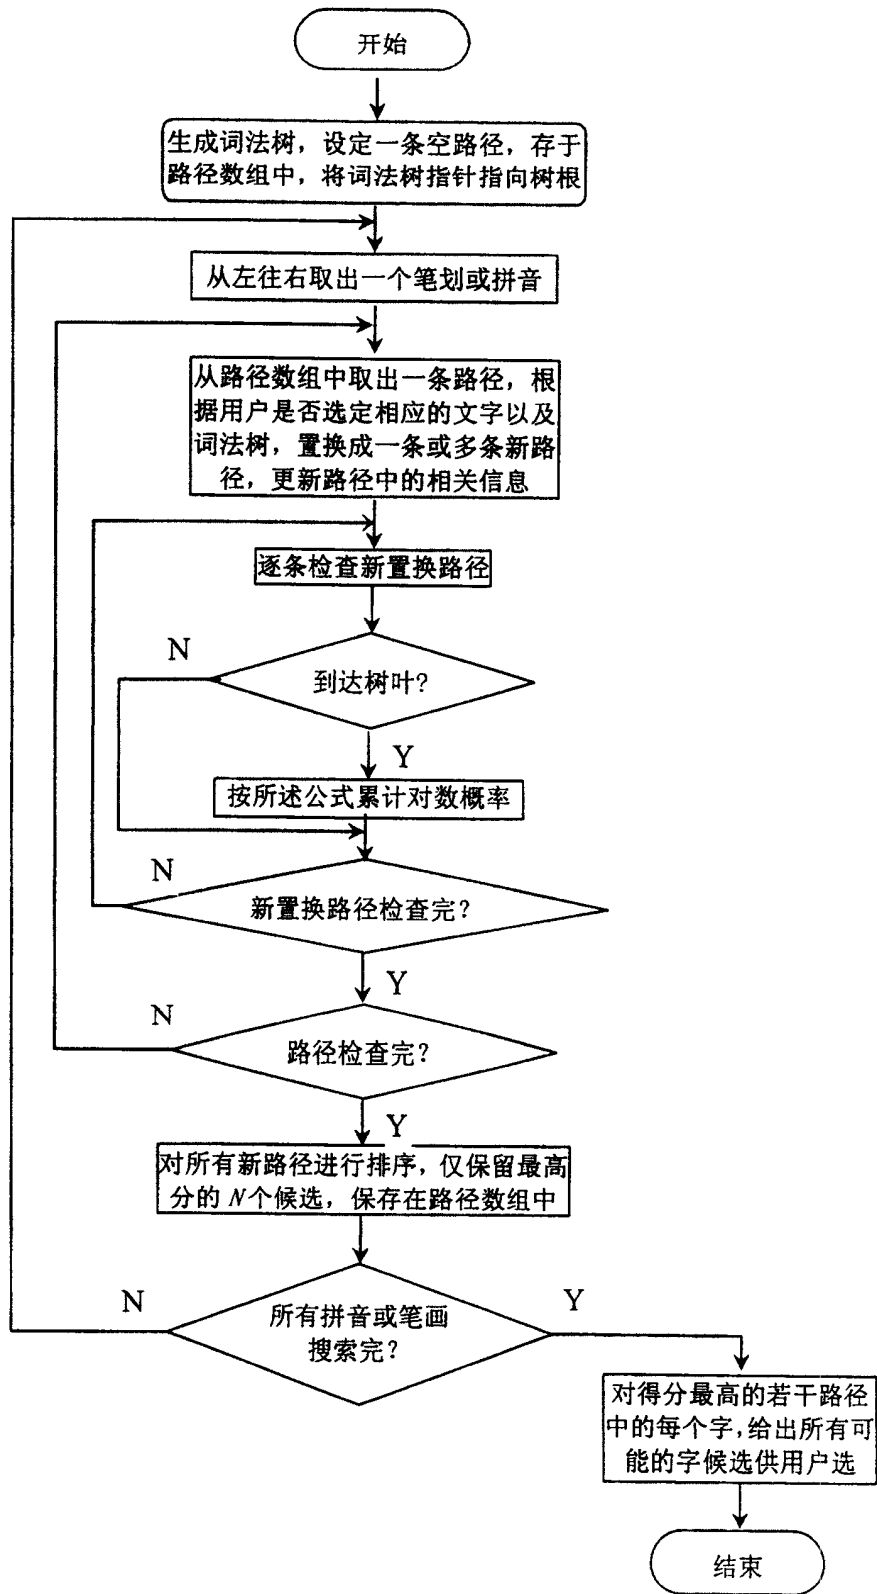 开始
生成词法树，设定一条空路径，存于
路径数组中，将词法树指针指向树根
从左往右取出一个笔划或拼音
从路径数组中取出一条路径，根
据用户是否选定相应的文字以及
词法树，置换成一条或多条新路
径，更新路径中的相关信息
逐条检查新置换路径
N
到达树叶?
Y
按所述公式累计对数概率
N
新置换路径检查完?
Y
N
路径检查完?
Y
对所有新路径进行排序，仅保留最高
分的 N个候选，保存在路径数组中
N
Y
所有拼音或笔画
搜索完?
对得分最高的若干路径
中的每个字，给出所有可
能的字候选供用户选
结束